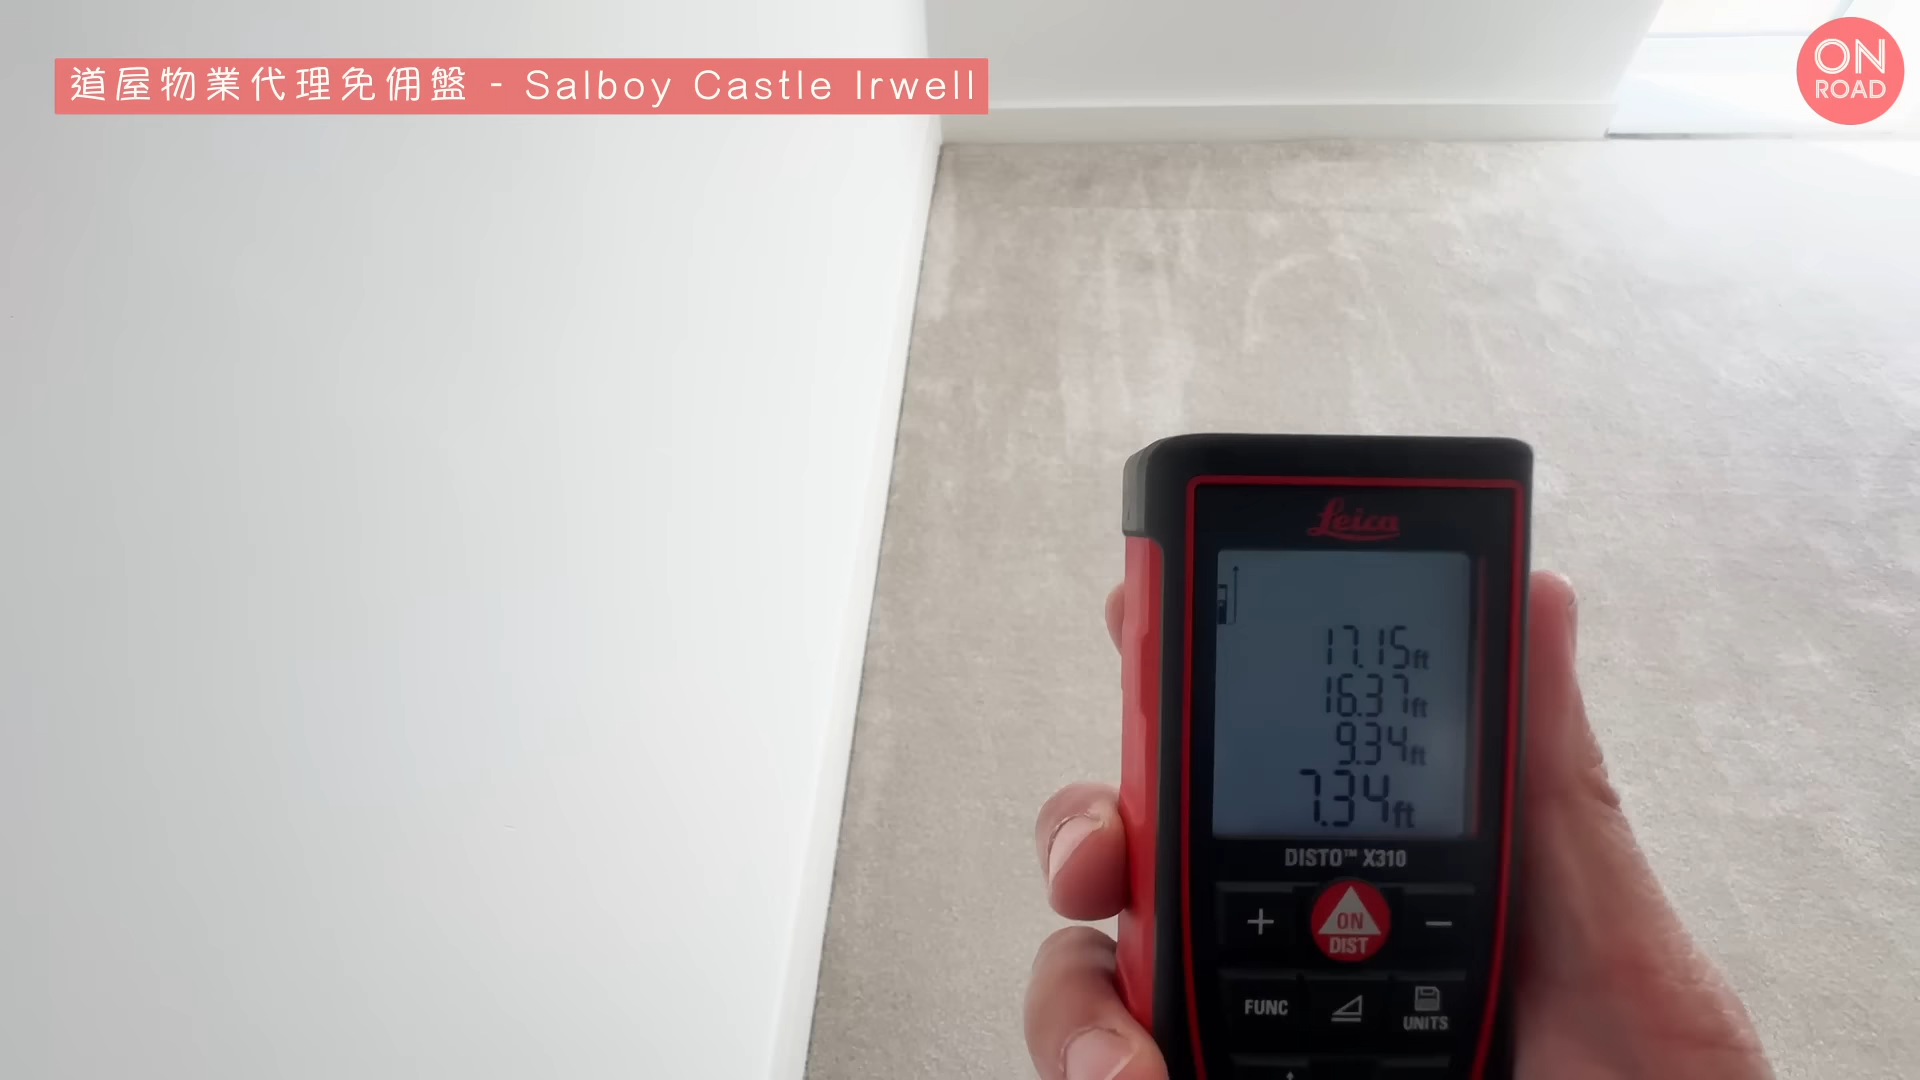 道屋物業代理免佣盤 - Salboy Castle Irwell
ON
ROAD
Leica
17.15ft
16.37ft
9.34ft
7.34ft
DISTO™ X310
+ ON −
DIST
FUNC
UNITS